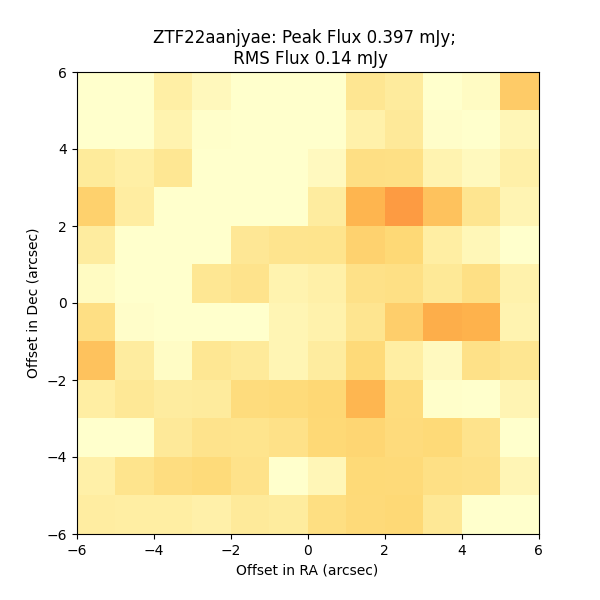 ZTF22aanjyae: Peak Flux 0.397 mJy;
RMS Flux 0.14 mJy
6
4
2
0
−2
−4
−6
Offset in Dec (arcsec)
−6 −4 −2 0 2 4 6
Offset in RA (arcsec)